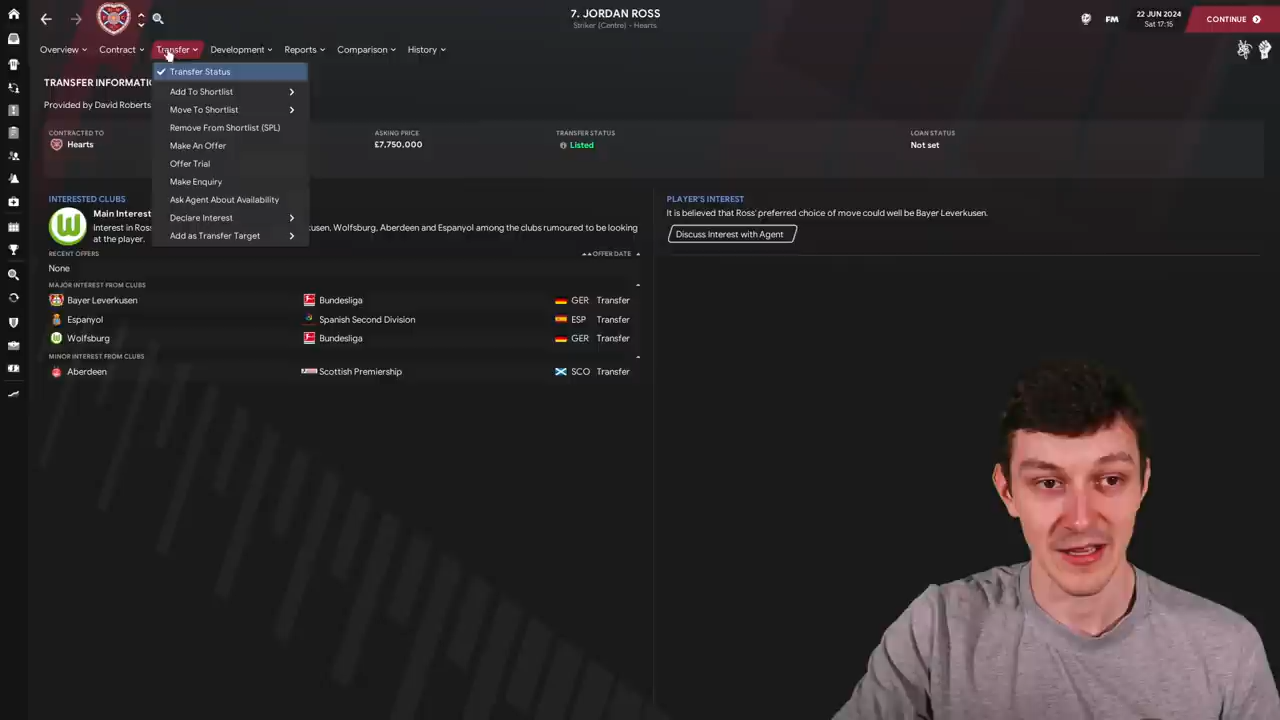 7. JORDAN ROSS
Striker (Centre) - Hearts
FM
22 JUN 2024
Sat 17:15
CONTINUE
Overview
Contract
Transfer
Development
Reports
Comparison
History
Transfer Status
Add To Shortlist
Move To Shortlist
Remove From Shortlist (SPL)
Make An Offer
Offer Trial
Make Enquiry
Ask Agent About Availability
Declare Interest
Add as Transfer Target
TRANSFER INFORMATIO
Provided by David Roberts
CONTRACTED TO
Hearts
ASKING PRICE
£7,750,000
TRANSFER STATUS
Listed
LOAN STATUS
Not set
INTERESTED CLUBS
Main Interest
Interest in Ros
kusen, Wolfsburg, Aberdeen and Espanyol among the clubs rumoured to be looking
at the player.
RECENT OFFERS
OFFER DATE
None
MAJOR INTEREST FROM CLUBS
Bayer Leverkusen Bundesliga GER Transfer
Espanyol Spanish Second Division ESP Transfer
Wolfsburg Bundesliga GER Transfer
MINOR INTEREST FROM CLUBS
Aberdeen Scottish Premiership SCO Transfer
PLAYER'S INTEREST
It is believed that Ross' preferred choice of move could well be Bayer Leverkusen.
Discuss Interest with Agent